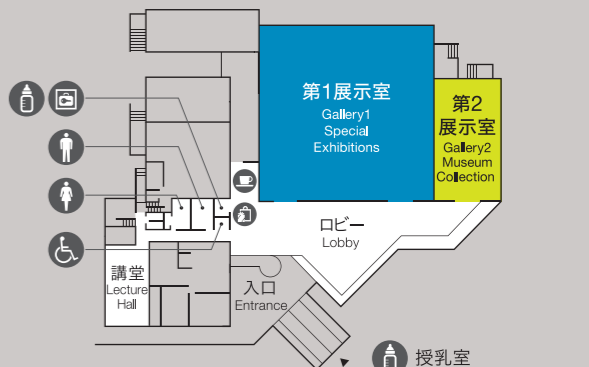 第1展示室
Gallery1
Special
Exhibitions
第2
展示室
Gallery2
Museum
Collection
ロビー
Lobby
講堂
Lecture
Hall
入口
Entrance
授乳室